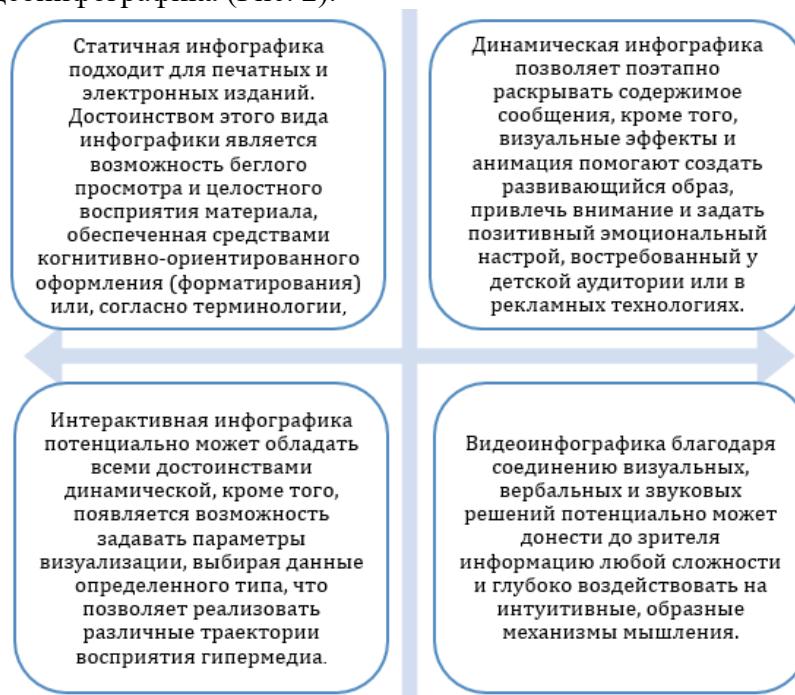 (Рис. 2).
Статичная инфографика
подходит для печатных и
электронных изданий.
Достоинством этого вида
инфографики является
возможность беглого
просмотра и целостного
восприятия материала,
обеспеченная средствами
когнитивно-ориентированного
оформления (форматирования)
или, согласно терминологии,
Динамическая инфографика
позволяет поэтапно
раскрывать содержимое
сообщения, кроме того,
визуальные эффекты и
анимация помогают создать
развивающийся образ,
привлечь внимание и задать
позитивный эмоциональный
настрой, востребованный у
детской аудитории или в
рекламных технологиях.
Интерактивная инфографика
потенциально может обладать
всеми достоинствами
динамической, кроме того,
появляется возможность
задавать параметры
визуализации, выбирая данные
определенного типа, что
позволяет реализовать
различные траектории
восприятия гипермедиа.
Видеоинфографика благодаря
соединению визуальных,
вербальных и звуковых
решений потенциально может
донести до зрителя
информацию любой сложности
и глубоко воздействовать на
интуитивные, образные
механизмы мышления.